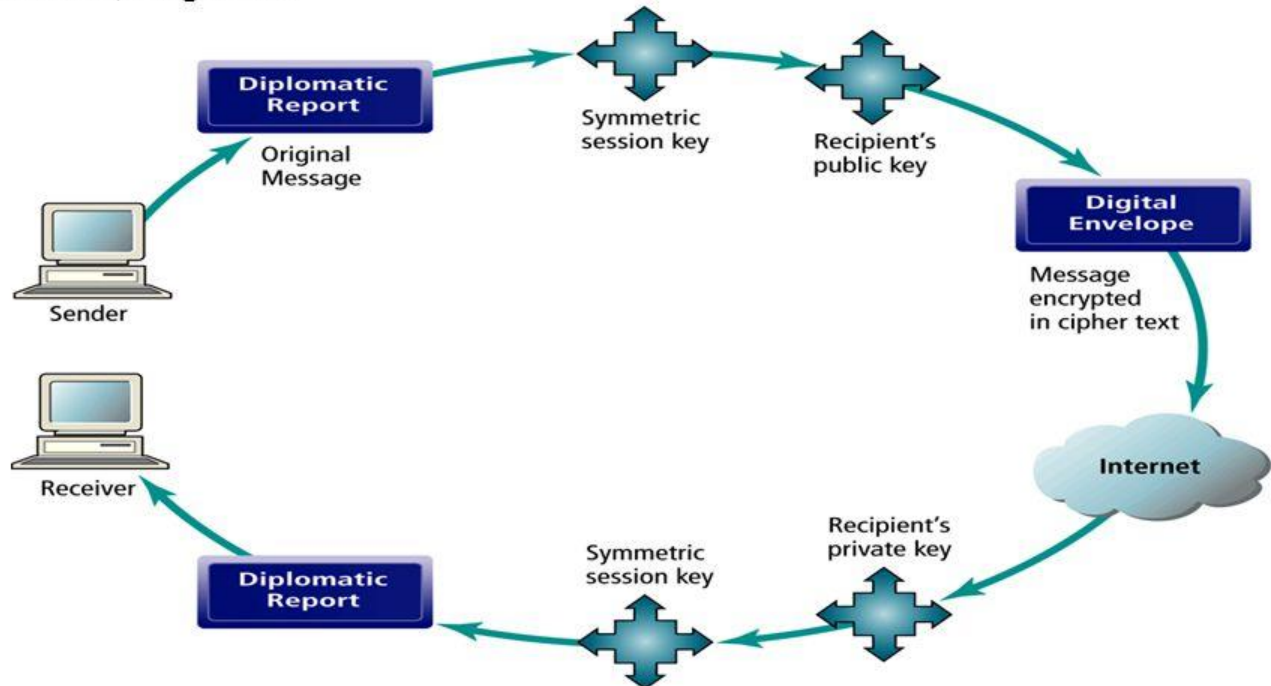 Diplomatic
Report
Original
Message
Symmetric
session key
Recipient's
public key
Digital
Envelope
Message
encrypted
in cipher text
Sender
Internet
Receiver
Recipient's
private key
Symmetric
session key
Diplomatic
Report